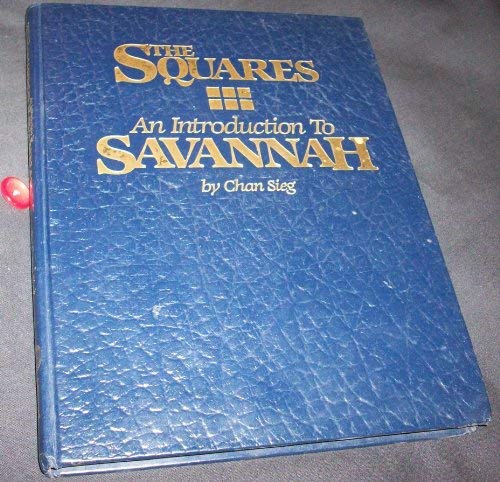 THE
SQUARES
An Introduction To
SAVANNAH
by Chan Sieg